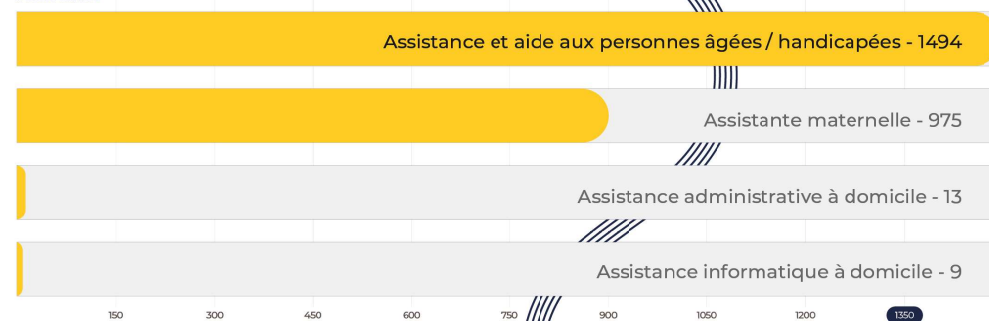 Assistance et aide aux personnes âgées / handicapées - 1494
Assistante maternelle - 975
Assistance administrative à domicile - 13
Assistance informatique à domicile - 9
150 300 450 600 750 900 1050 1200 1350